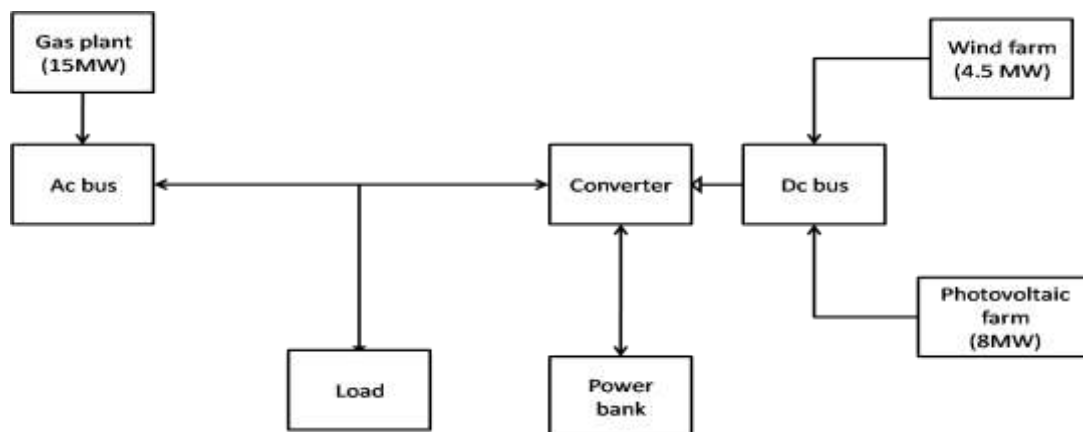 Gas plant
(15MW)
Wind farm
(4.5 MW)
Ac bus
Converter
Dc bus
Photovoltaic
farm
(8MW)
Load
Power
bank